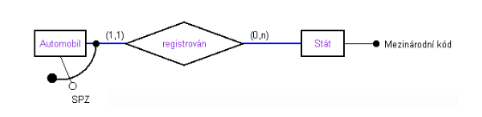 Automobil (1,1) registrován (0,n) Stát Mezinárodní kód
SPZ